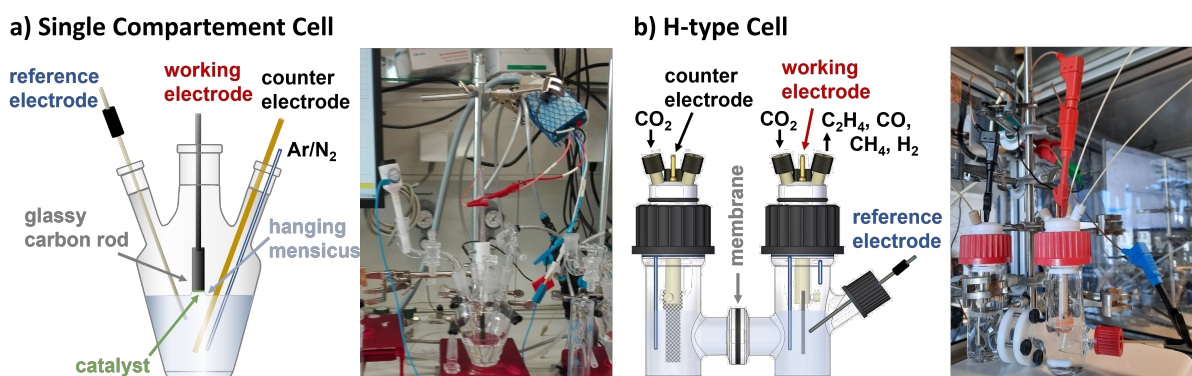 a) Single Compartement Cell
reference
electrode
working
electrode
counter
electrode
Ar/N₂
glassy
carbon rod
hanging
mensicus
catalyst
b) H-type Cell
counter
electrode
CO₂
working
electrode
CO₂
C₂H₄, CO,
CH₄, H₂
membrane
reference
electrode